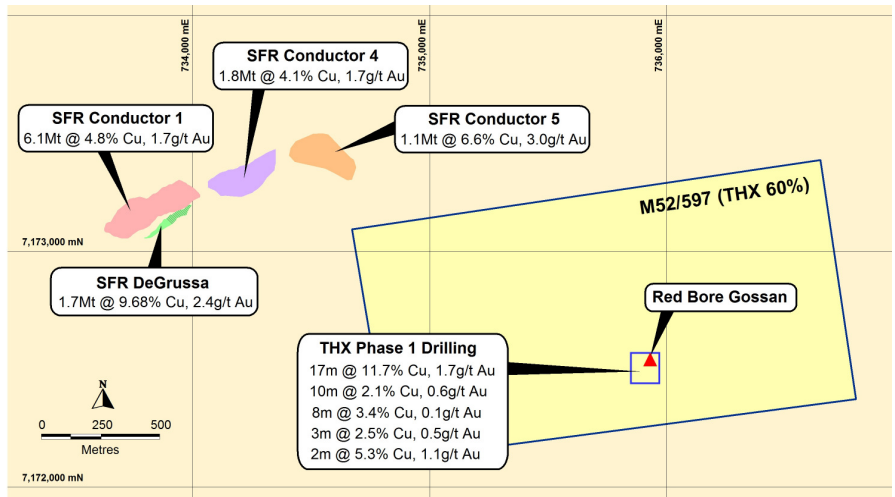 734,000 mE
735,000 mE
736,000 mE
SFR Conductor 4
1.8Mt @ 4.1% Cu, 1.7g/t Au
SFR Conductor 1
6.1Mt @ 4.8% Cu, 1.7g/t Au
SFR Conductor 5
1.1Mt @ 6.6% Cu, 3.0g/t Au
M52/597 (THX 60%)
7,173,000 mN
SFR DeGrussa
1.7Mt @ 9.68% Cu, 2.4g/t Au
Red Bore Gossan
THX Phase 1 Drilling
17m @ 11.7% Cu, 1.7g/t Au
10m @ 2.1% Cu, 0.6g/t Au
8m @ 3.4% Cu, 0.1g/t Au
3m @ 2.5% Cu, 0.5g/t Au
2m @ 5.3% Cu, 1.1g/t Au
N
0 250 500
Metres
7,172,000 mN